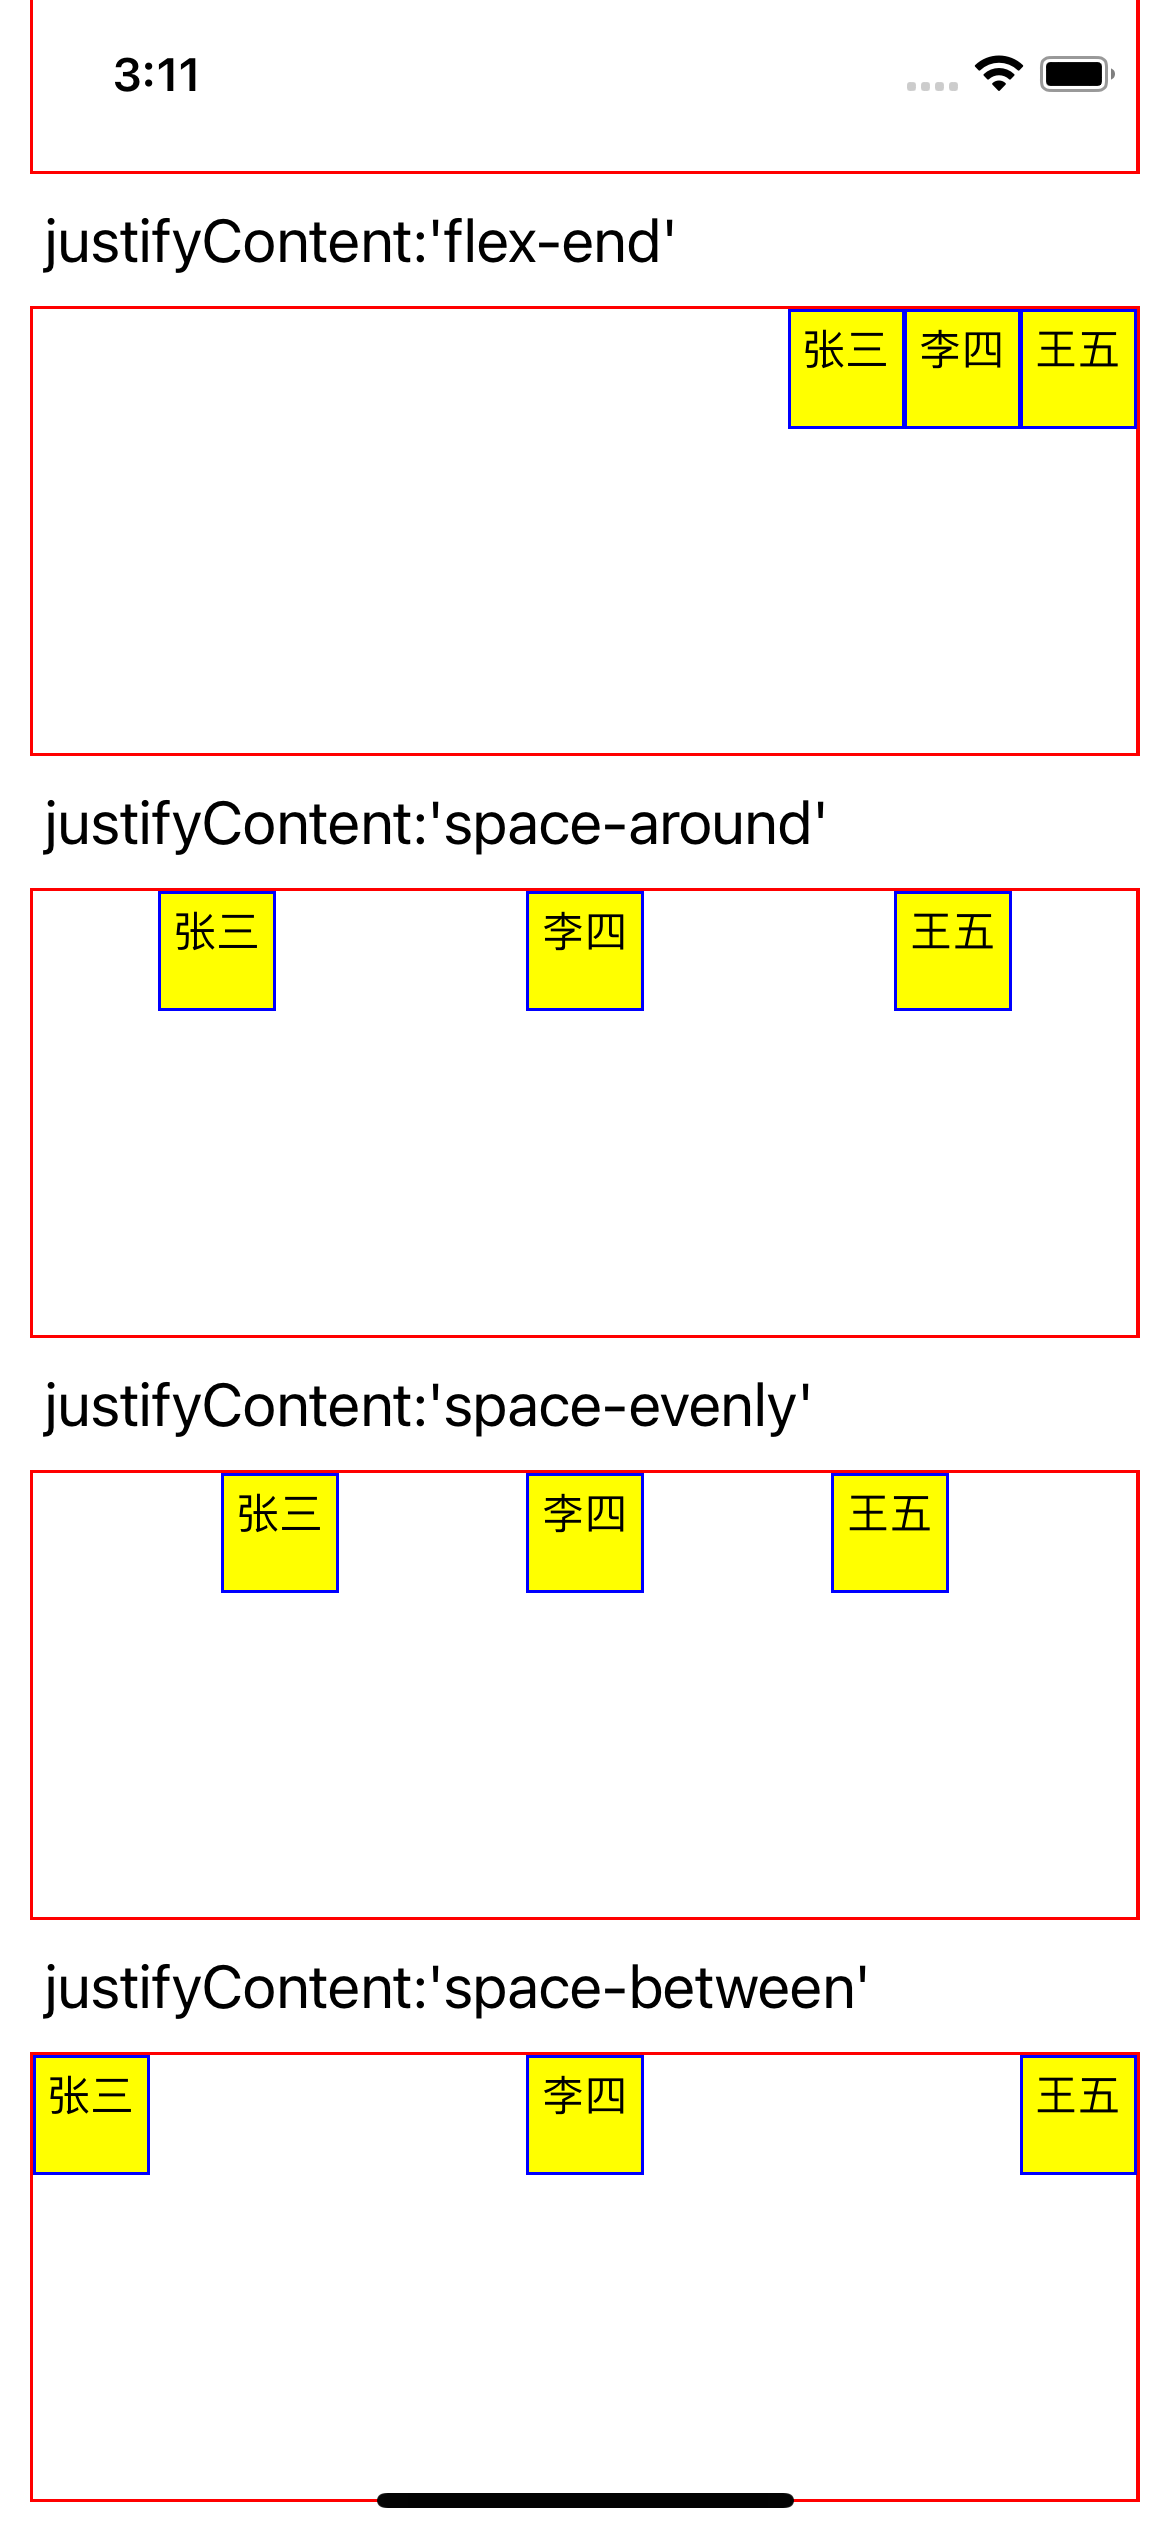 3:11
justifyContent:'flex-end'
张三 李四 王五
justifyContent:'space-around'
张三 李四 王五
justifyContent:'space-evenly'
张三 李四 王五
justifyContent:'space-between'
张三 李四 王五